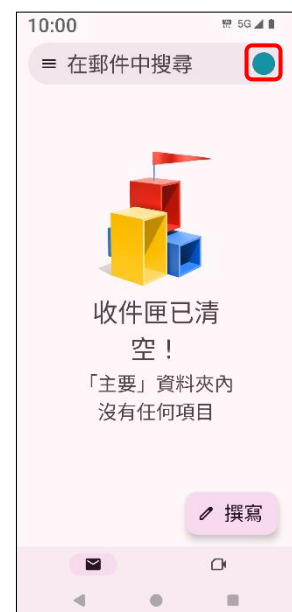 10:00 5G
在郵件中搜尋
收件匣已清
空！
「主要」資料夾內
沒有任何項目
撰寫